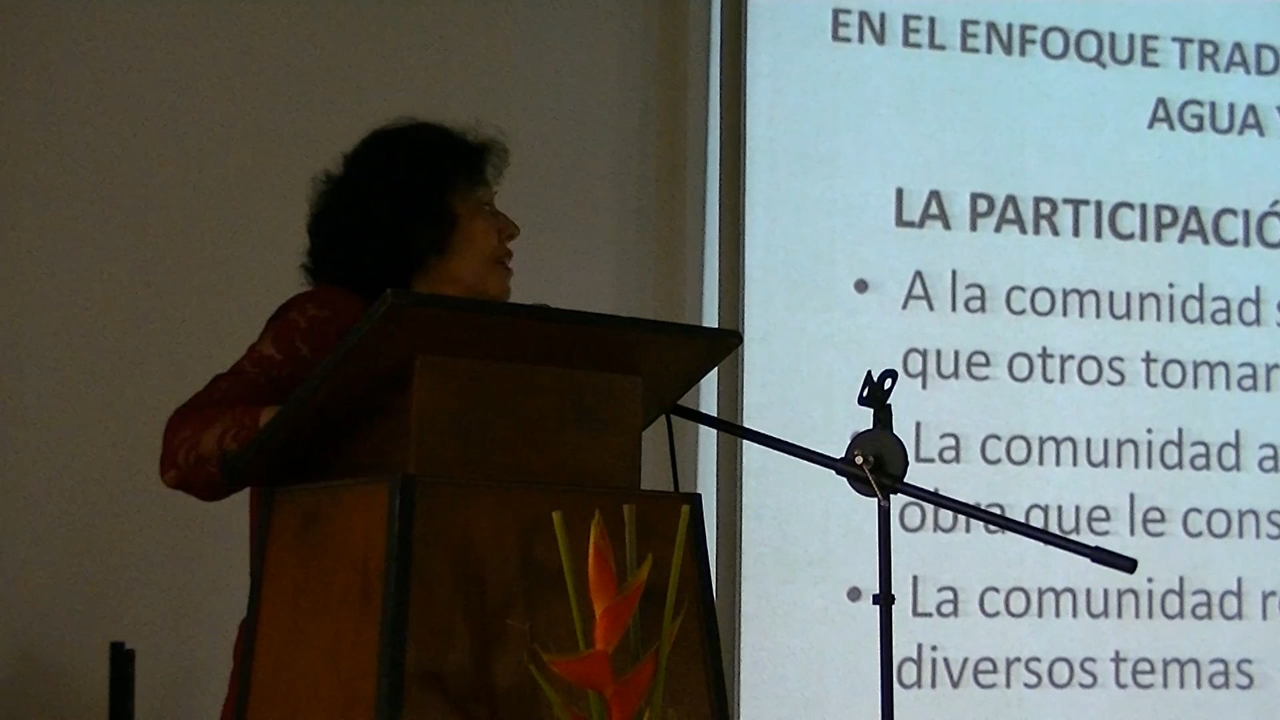 EN EL ENFOQUE TRAD
AGUA
LA PARTICIPACIÓ
• A la comunidad
que otros tomar
La comunidad a
obra que le cons
• La comunidad r
diversos temas